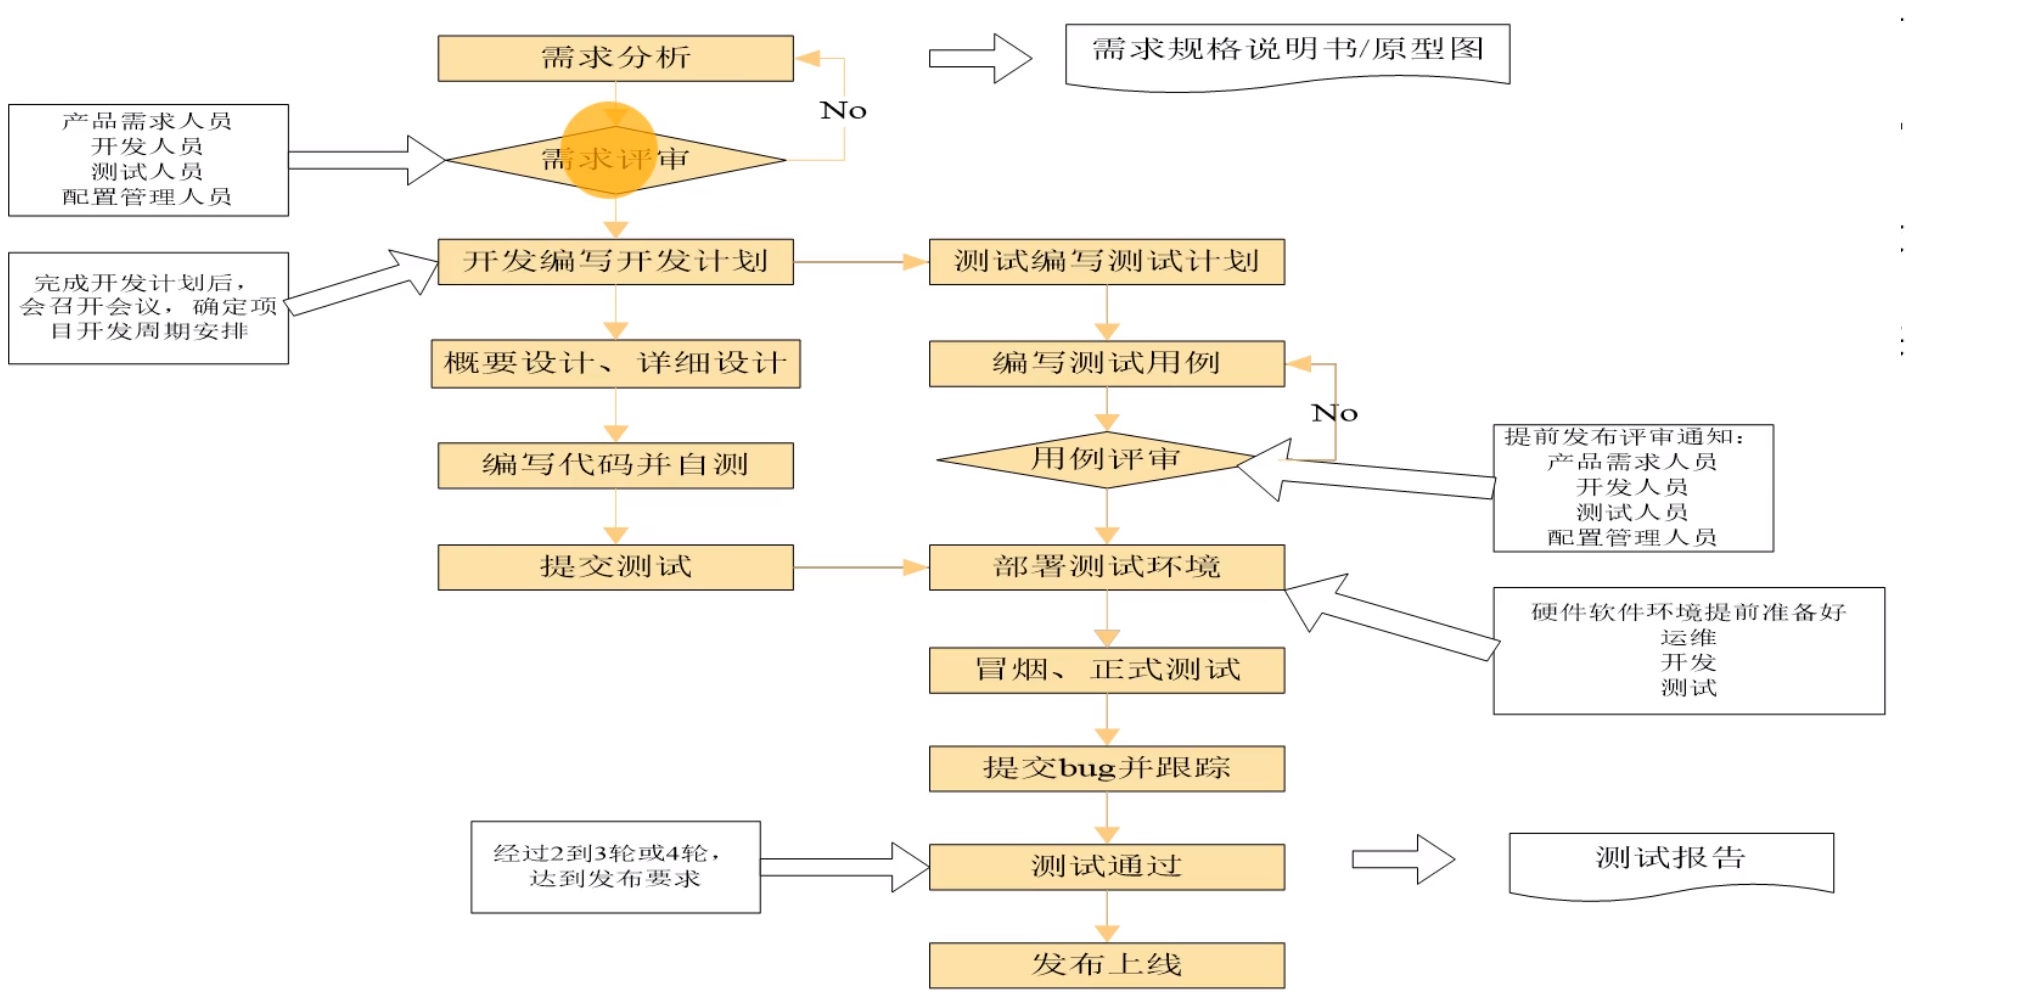 需求分析
需求规格说明书/原型图
No
产品需求人员
开发人员
测试人员
配置管理人员
需求评审
开发编写开发计划
测试编写测试计划
完成开发计划后，
会召开会议，确定项
目开发周期安排
概要设计、详细设计
编写测试用例
No
编写代码并自测
用例评审
提前发布评审通知：
产品需求人员
开发人员
测试人员
配置管理人员
提交测试
部署测试环境
硬件软件环境提前准备好
运维
开发
测试
冒烟、正式测试
提交bug并跟踪
经过2到3轮或4轮，
达到发布要求
测试通过
测试报告
发布上线